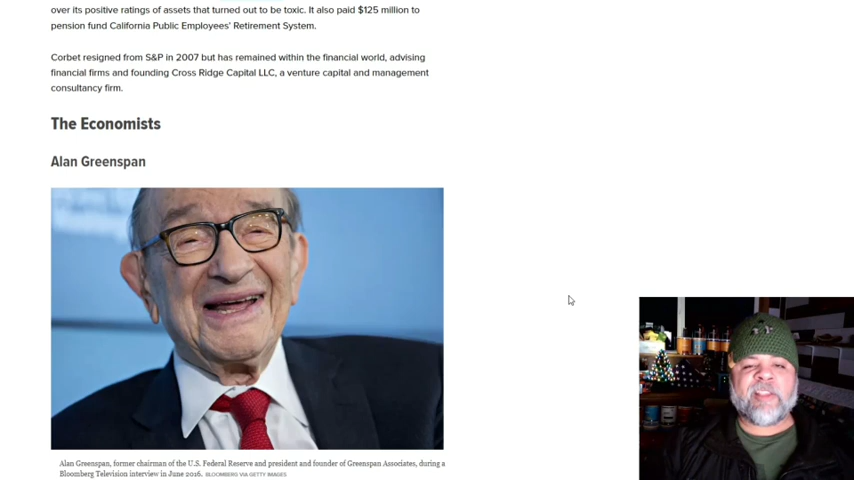 over its positive ratings of assets that turned out to be toxic. It also paid $125 million to
pension fund California Public Employees' Retirement System.
Corbet resigned from S&P in 2007 but has remained within the financial world, advising
financial firms and founding Cross Ridge Capital LLC, a venture capital and management
consultancy firm.
The Economists
Alan Greenspan
Alan Greenspan, former chairman of the U.S. Federal Reserve and president and founder of Greenspan Associates, during a
Bloomberg Television interview in June 2016. BLOOMBERG VIA GETTY IMAGES